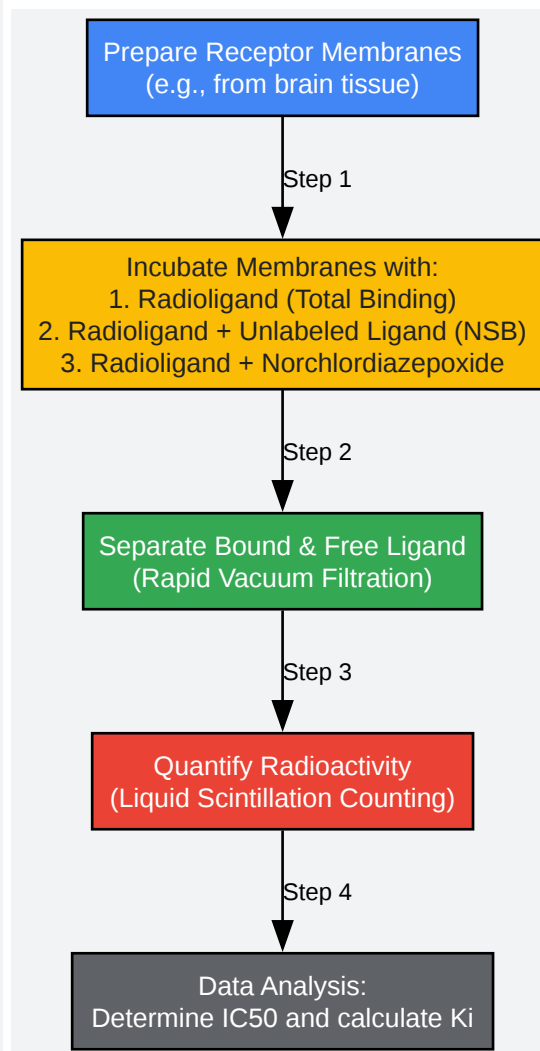 Prepare Receptor Membranes
(e.g., from brain tissue)
Step 1
Incubate Membranes with:
1. Radioligand (Total Binding)
2. Radioligand + Unlabeled Ligand (NSB)
3. Radioligand + Norchlordiazepoxide
Step 2
Separate Bound & Free Ligand
(Rapid Vacuum Filtration)
Step 3
Quantify Radioactivity
(Liquid Scintillation Counting)
Step 4
Data Analysis:
Determine IC50 and calculate Ki